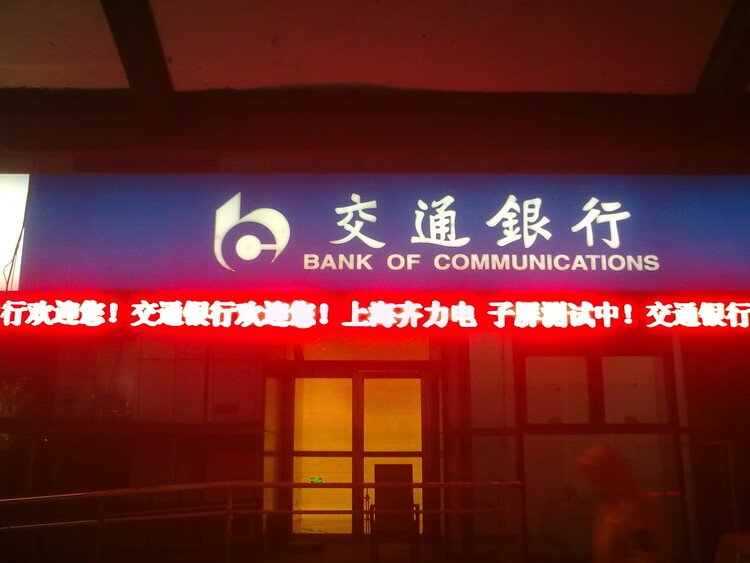 交通銀行
BANK OF COMMUNICATIONS
行欢迎您！交通银行欢迎您！上海齐力电 子屏测试中！交通银行